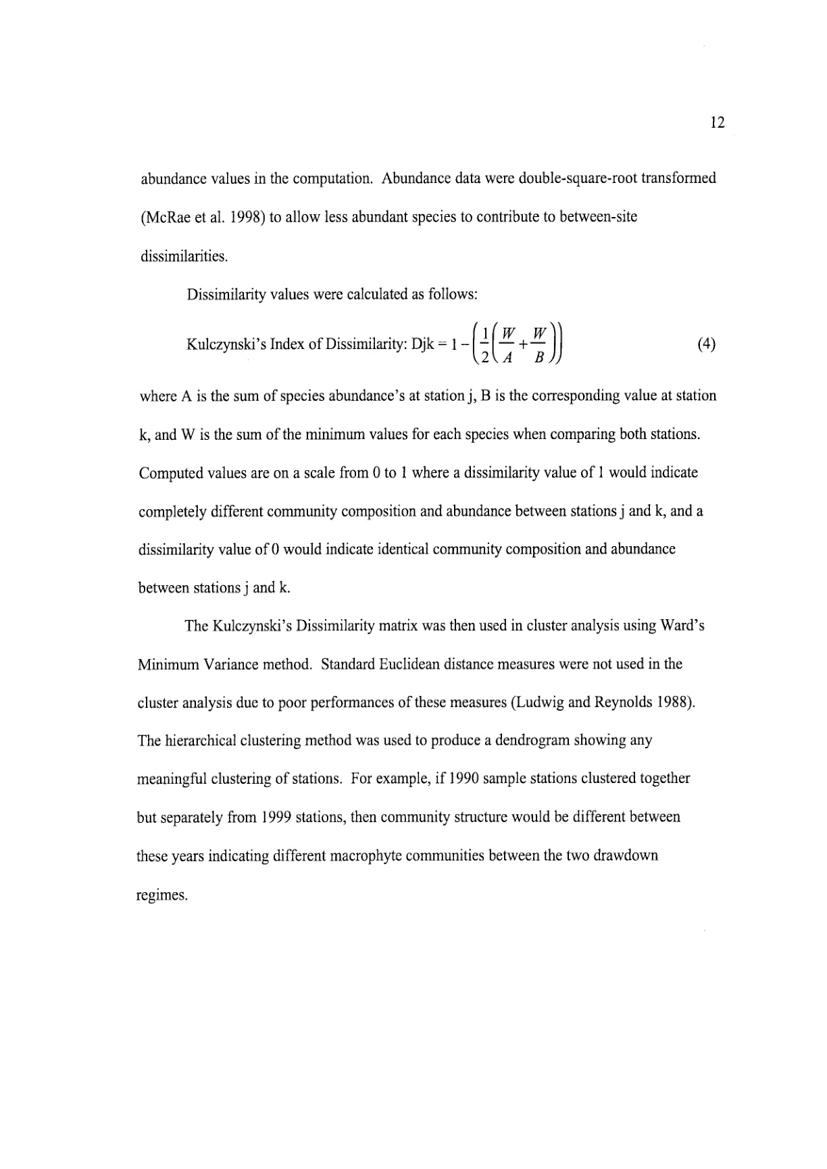 12
abundance values in the computation. Abundance data were double-square-root transformed
(McRae et al. 1998) to allow less abundant species to contribute to between-site
dissimilarities.
Dissimilarity values were calculated as follows:
Kulczynski's Index of Dissimilarity: Djk = 1 − (1/2 (W/A + W/B)) (4)
where A is the sum of species abundance's at station j, B is the corresponding value at station
k, and W is the sum of the minimum values for each species when comparing both stations.
Computed values are on a scale from 0 to 1 where a dissimilarity value of 1 would indicate
completely different community composition and abundance between stations j and k, and a
dissimilarity value of 0 would indicate identical community composition and abundance
between stations j and k.
The Kulczynski's Dissimilarity matrix was then used in cluster analysis using Ward's
Minimum Variance method. Standard Euclidean distance measures were not used in the
cluster analysis due to poor performances of these measures (Ludwig and Reynolds 1988).
The hierarchical clustering method was used to produce a dendrogram showing any
meaningful clustering of stations. For example, if 1990 sample stations clustered together
but separately from 1999 stations, then community structure would be different between
these years indicating different macrophyte communities between the two drawdown
regimes.